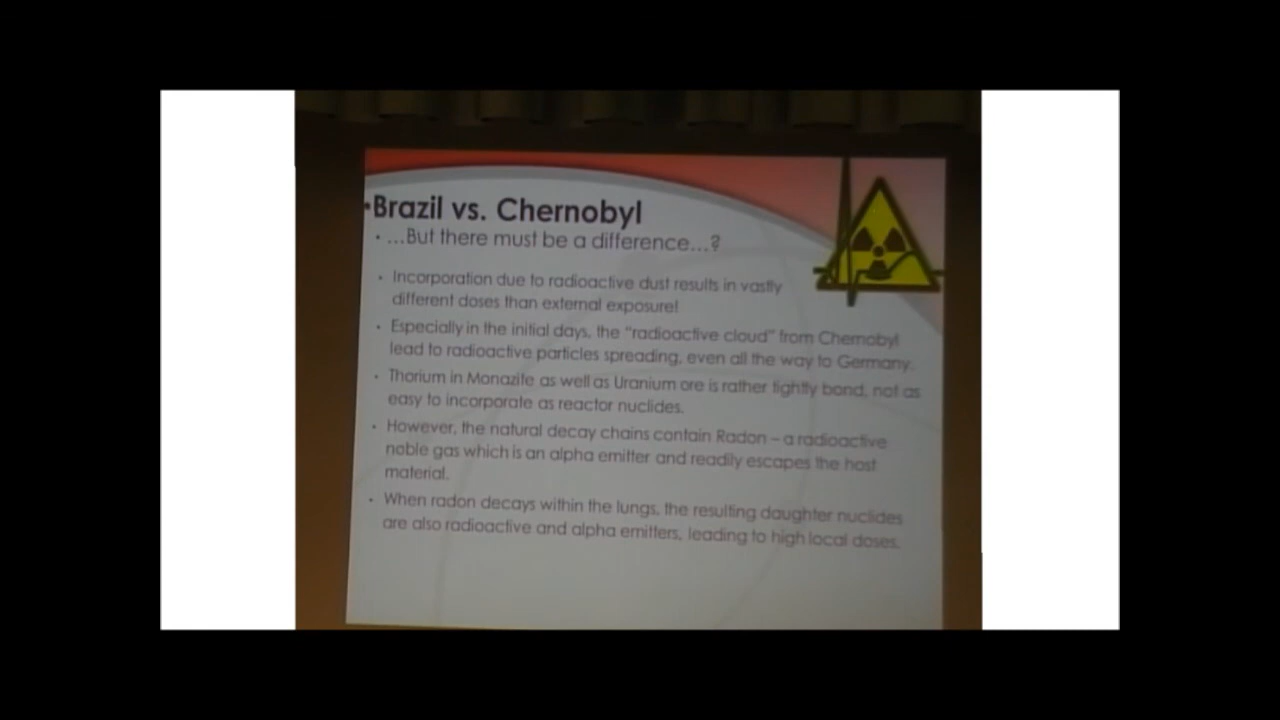 •Brazil vs. Chernobyl
• ...But there must be a difference...?
• Incorporation due to radioactive dust results in vastly
different doses than external exposure!
• Especially in the initial days, the “radioactive cloud” from Chernobyl
lead to radioactive particles spreading, even all the way to Germany.
• Thorium in Monazite as well as Uranium ore is rather tightly bond, not as
easy to incorporate as reactor nuclides.
• However, the natural decay chains contain Radon – a radioactive
noble gas which is an alpha emitter and readily escapes the host
material.
• When radon decays within the lungs, the resulting daughter nuclides
are also radioactive and alpha emitters, leading to high local doses.